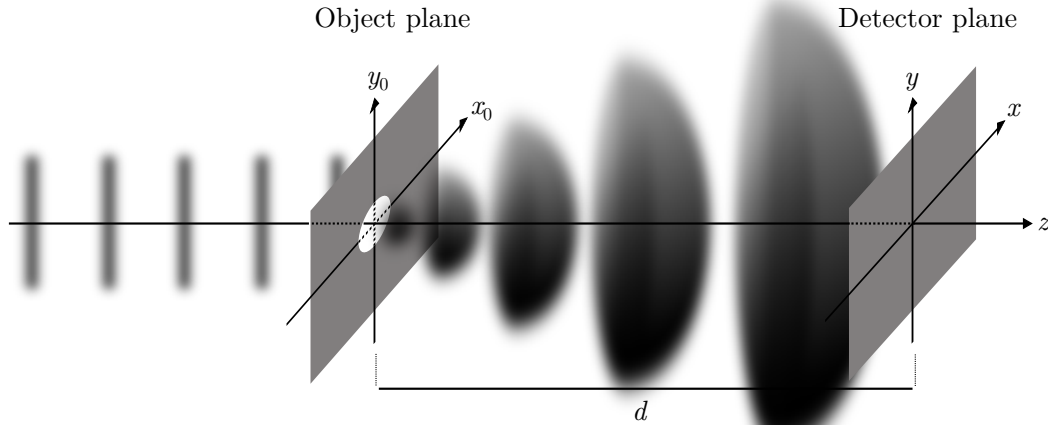 Object plane
Detector plane
y₀
x₀
y
x
z
d